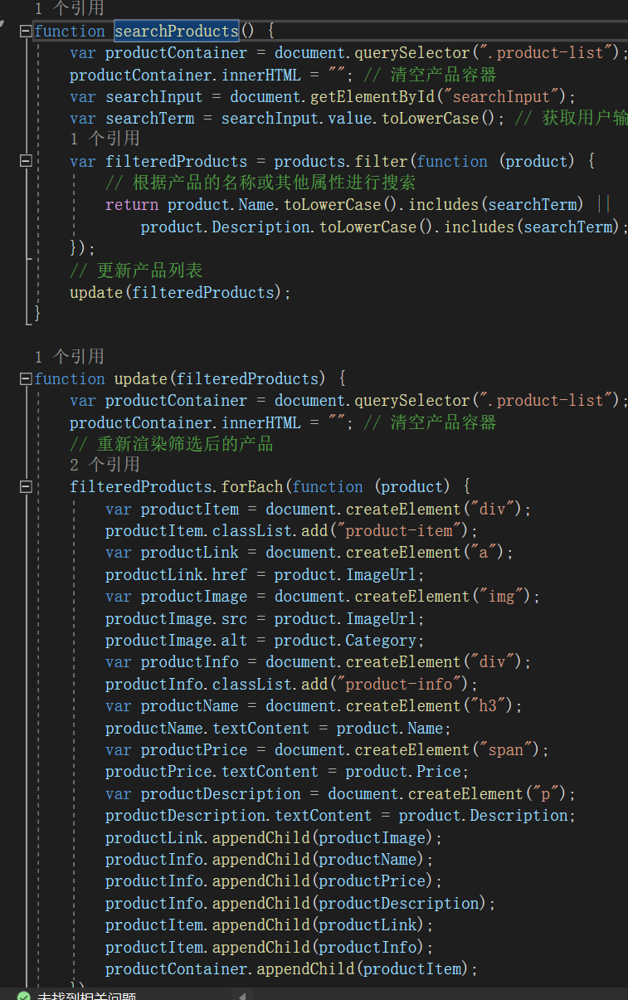 1 个引用
function searchProducts() {
var productContainer = document.querySelector(".product-list");
productContainer.innerHTML = ""; // 清空产品容器
var searchInput = document.getElementById("searchInput");
var searchTerm = searchInput.value.toLowerCase(); // 获取用户输
1 个引用
var filteredProducts = products.filter(function (product) {
// 根据产品的名称或其他属性进行搜索
return product.Name.toLowerCase().includes(searchTerm) ||
product.Description.toLowerCase().includes(searchTerm);
});
// 更新产品列表
update(filteredProducts);
}
1 个引用
function update(filteredProducts) {
var productContainer = document.querySelector(".product-list");
productContainer.innerHTML = ""; // 清空产品容器
// 重新渲染筛选后的产品
2 个引用
filteredProducts.forEach(function (product) {
var productItem = document.createElement("div");
productItem.classList.add("product-item");
var productLink = document.createElement("a");
productLink.href = product.ImageUrl;
var productImage = document.createElement("img");
productImage.src = product.ImageUrl;
productImage.alt = product.Category;
var productInfo = document.createElement("div");
productInfo.classList.add("product-info");
var productName = document.createElement("h3");
productName.textContent = product.Name;
var productPrice = document.createElement("span");
productPrice.textContent = product.Price;
var productDescription = document.createElement("p");
productDescription.textContent = product.Description;
productLink.appendChild(productImage);
productInfo.appendChild(productName);
productInfo.appendChild(productPrice);
productInfo.appendChild(productDescription);
productItem.appendChild(productLink);
productItem.appendChild(productInfo);
productContainer.appendChild(productItem);
})
未找到相关问题